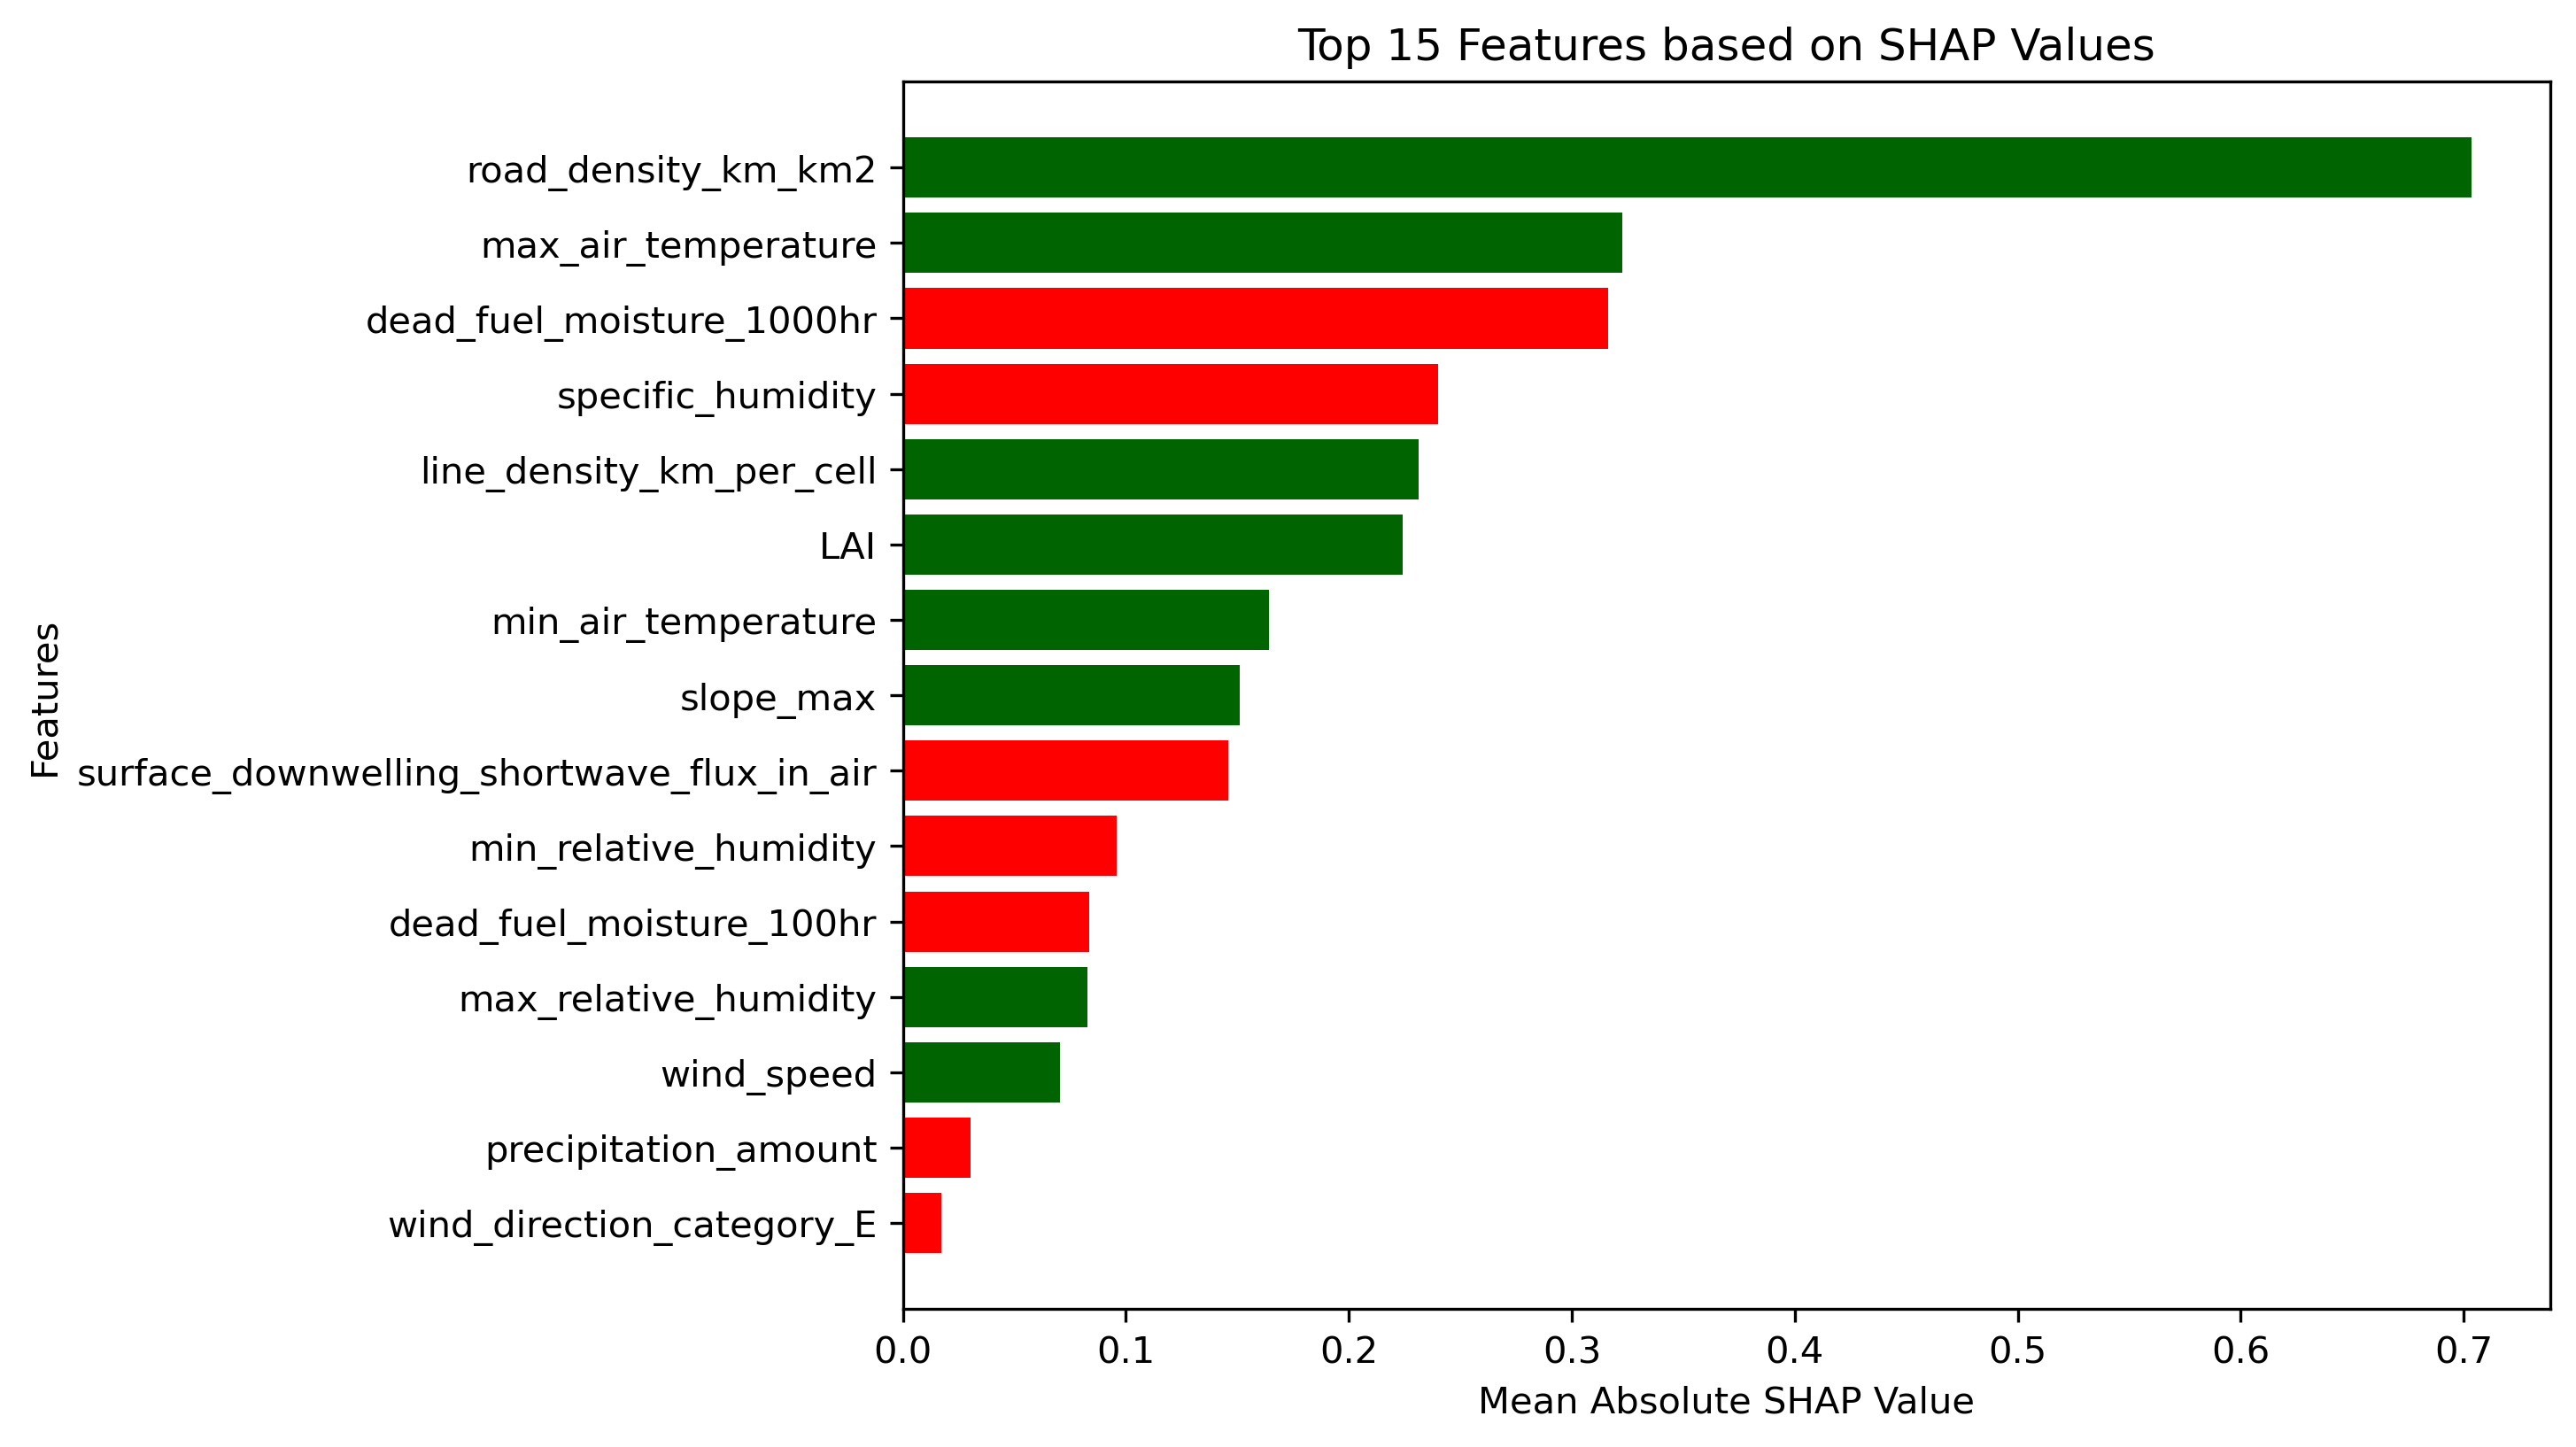 Top 15 Features based on SHAP Values
Features
road_density_km_km2
max_air_temperature
dead_fuel_moisture_1000hr
specific_humidity
line_density_km_per_cell
LAI
min_air_temperature
slope_max
surface_downwelling_shortwave_flux_in_air
min_relative_humidity
dead_fuel_moisture_100hr
max_relative_humidity
wind_speed
precipitation_amount
wind_direction_category_E
0.0 0.1 0.2 0.3 0.4 0.5 0.6 0.7
Mean Absolute SHAP Value